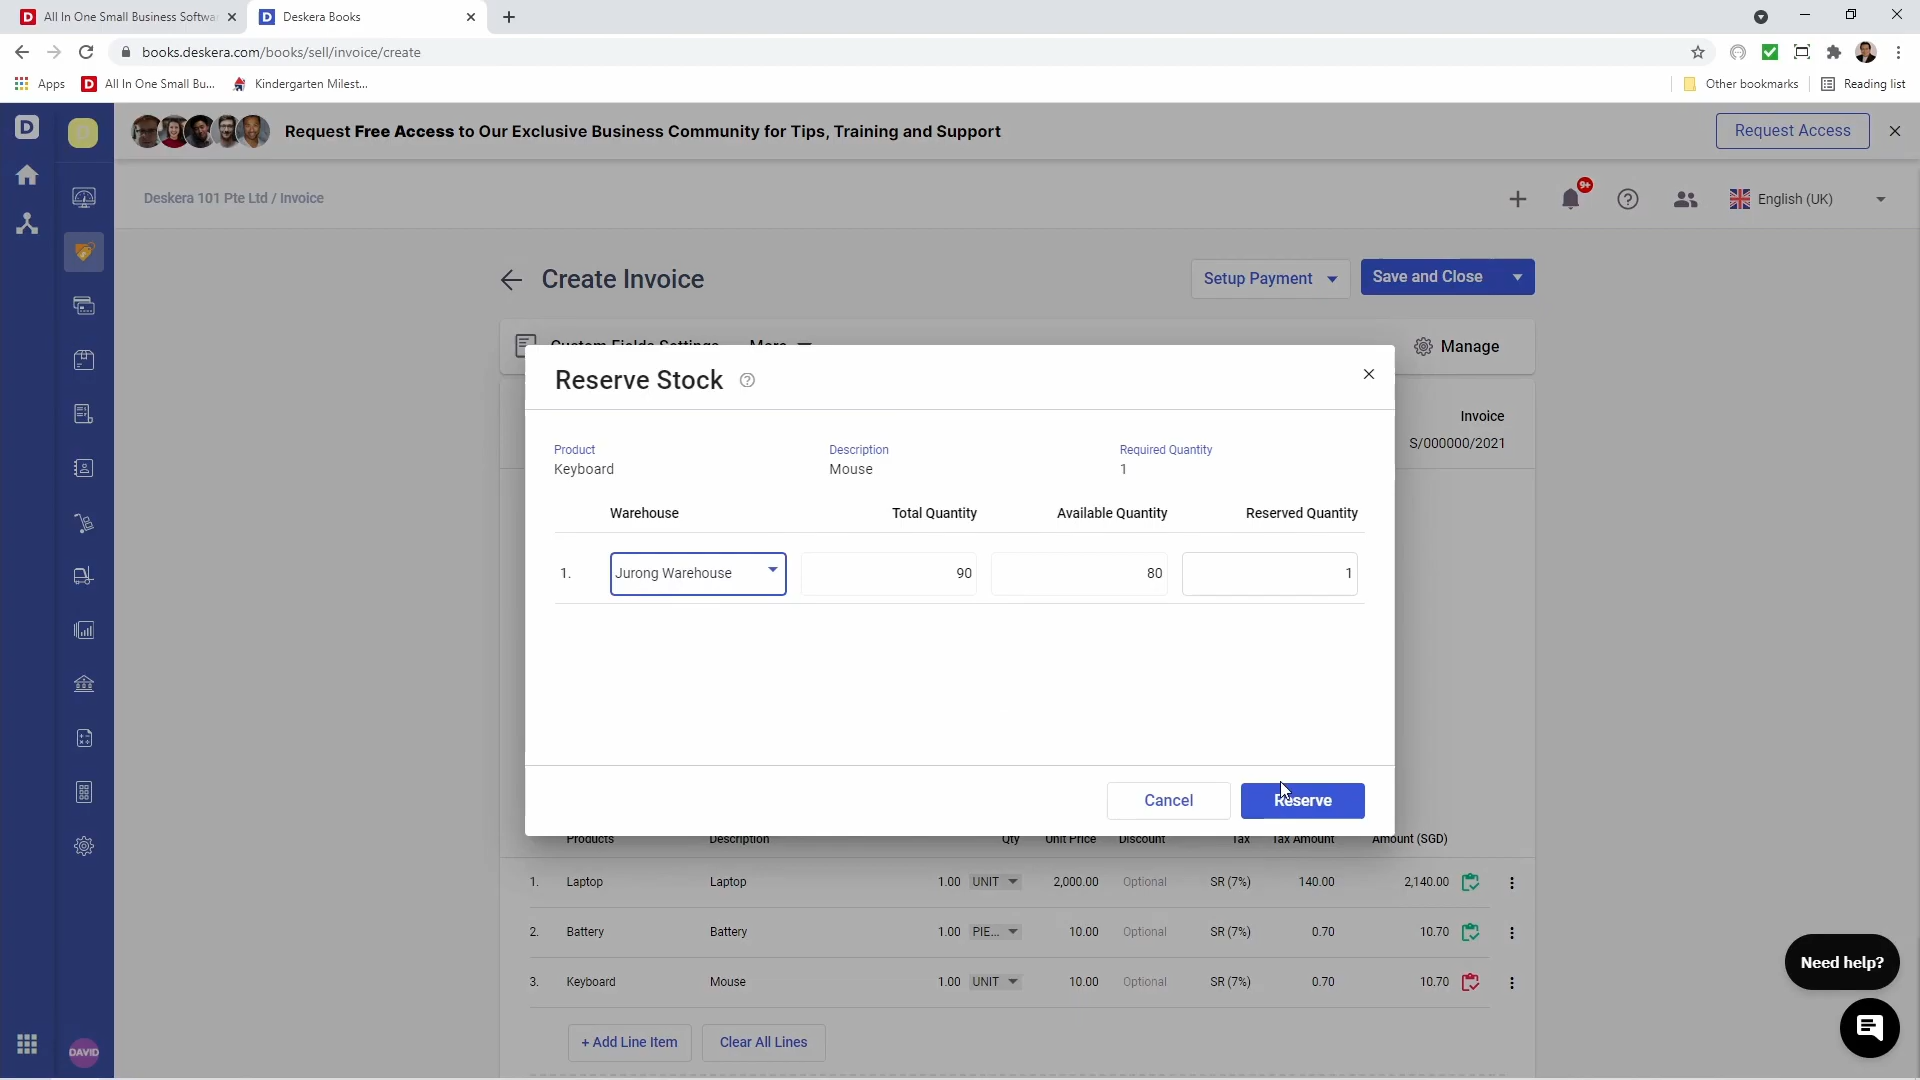 All In One Small Business Softwa
Deskera Books
books.deskera.com/books/sell/invoice/create
Apps
All In One Small Bu...
Kindergarten Milest...
Other bookmarks
Reading list
Request Free Access to Our Exclusive Business Community for Tips, Training and Support
Request Access
Deskera 101 Pte Ltd / Invoice
9+
English (UK)
Create Invoice
Setup Payment
Save and Close
Custom Fields Settings
More
Manage
Invoice
S/000000/2021
Reserve Stock
Product
Description
Required Quantity
Keyboard
Mouse
1
Warehouse
Total Quantity
Available Quantity
Reserved Quantity
1.
Jurong Warehouse
90
80
1
Cancel
Reserve
Products Description Qty Unit Price Discount Tax Tax Amount Amount (SGD)
1. Laptop Laptop 1.00 UNIT 2,000.00 Optional SR (7%) 140.00 2,140.00
2. Battery Battery 1.00 PIE... 10.00 Optional SR (7%) 0.70 10.70
3. Keyboard Mouse 1.00 UNIT 10.00 Optional SR (7%) 0.70 10.70
+ Add Line Item
Clear All Lines
Need help?
DAVID